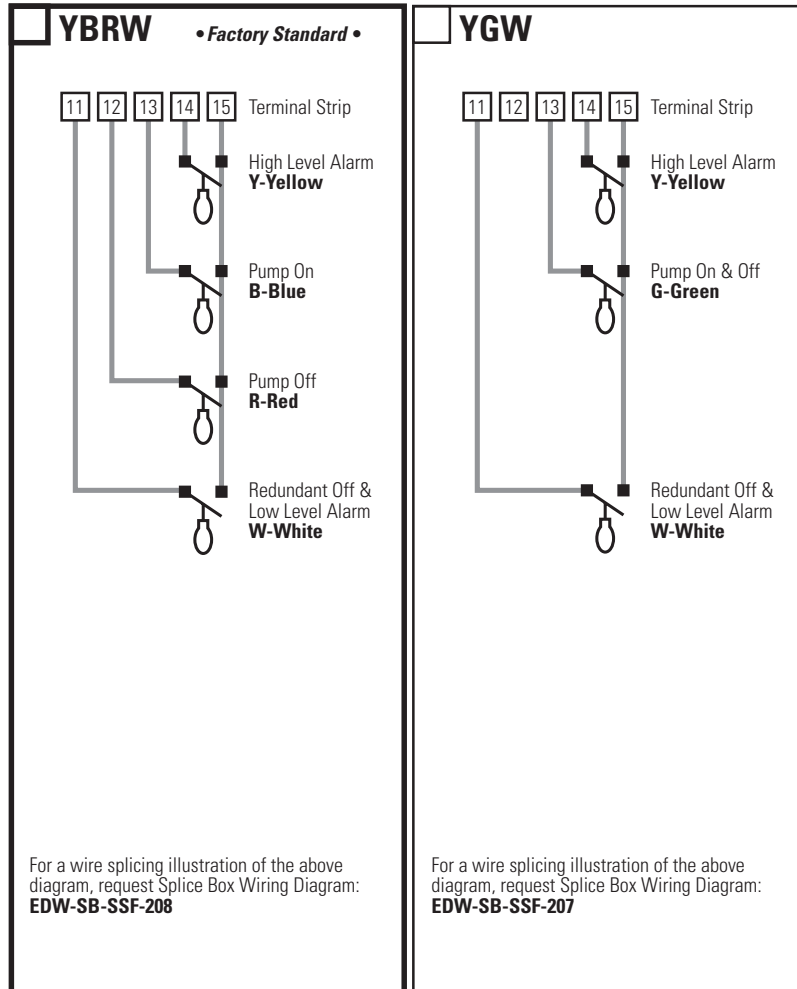 YBRW • Factory Standard •
11 12 13 14 15 Terminal Strip
High Level Alarm
Y-Yellow
Pump On
B-Blue
Pump Off
R-Red
Redundant Off &
Low Level Alarm
W-White
For a wire splicing illustration of the above
diagram, request Splice Box Wiring Diagram:
EDW-SB-SSF-208
YGW
11 12 13 14 15 Terminal Strip
High Level Alarm
Y-Yellow
Pump On & Off
G-Green
Redundant Off &
Low Level Alarm
W-White
For a wire splicing illustration of the above
diagram, request Splice Box Wiring Diagram:
EDW-SB-SSF-207